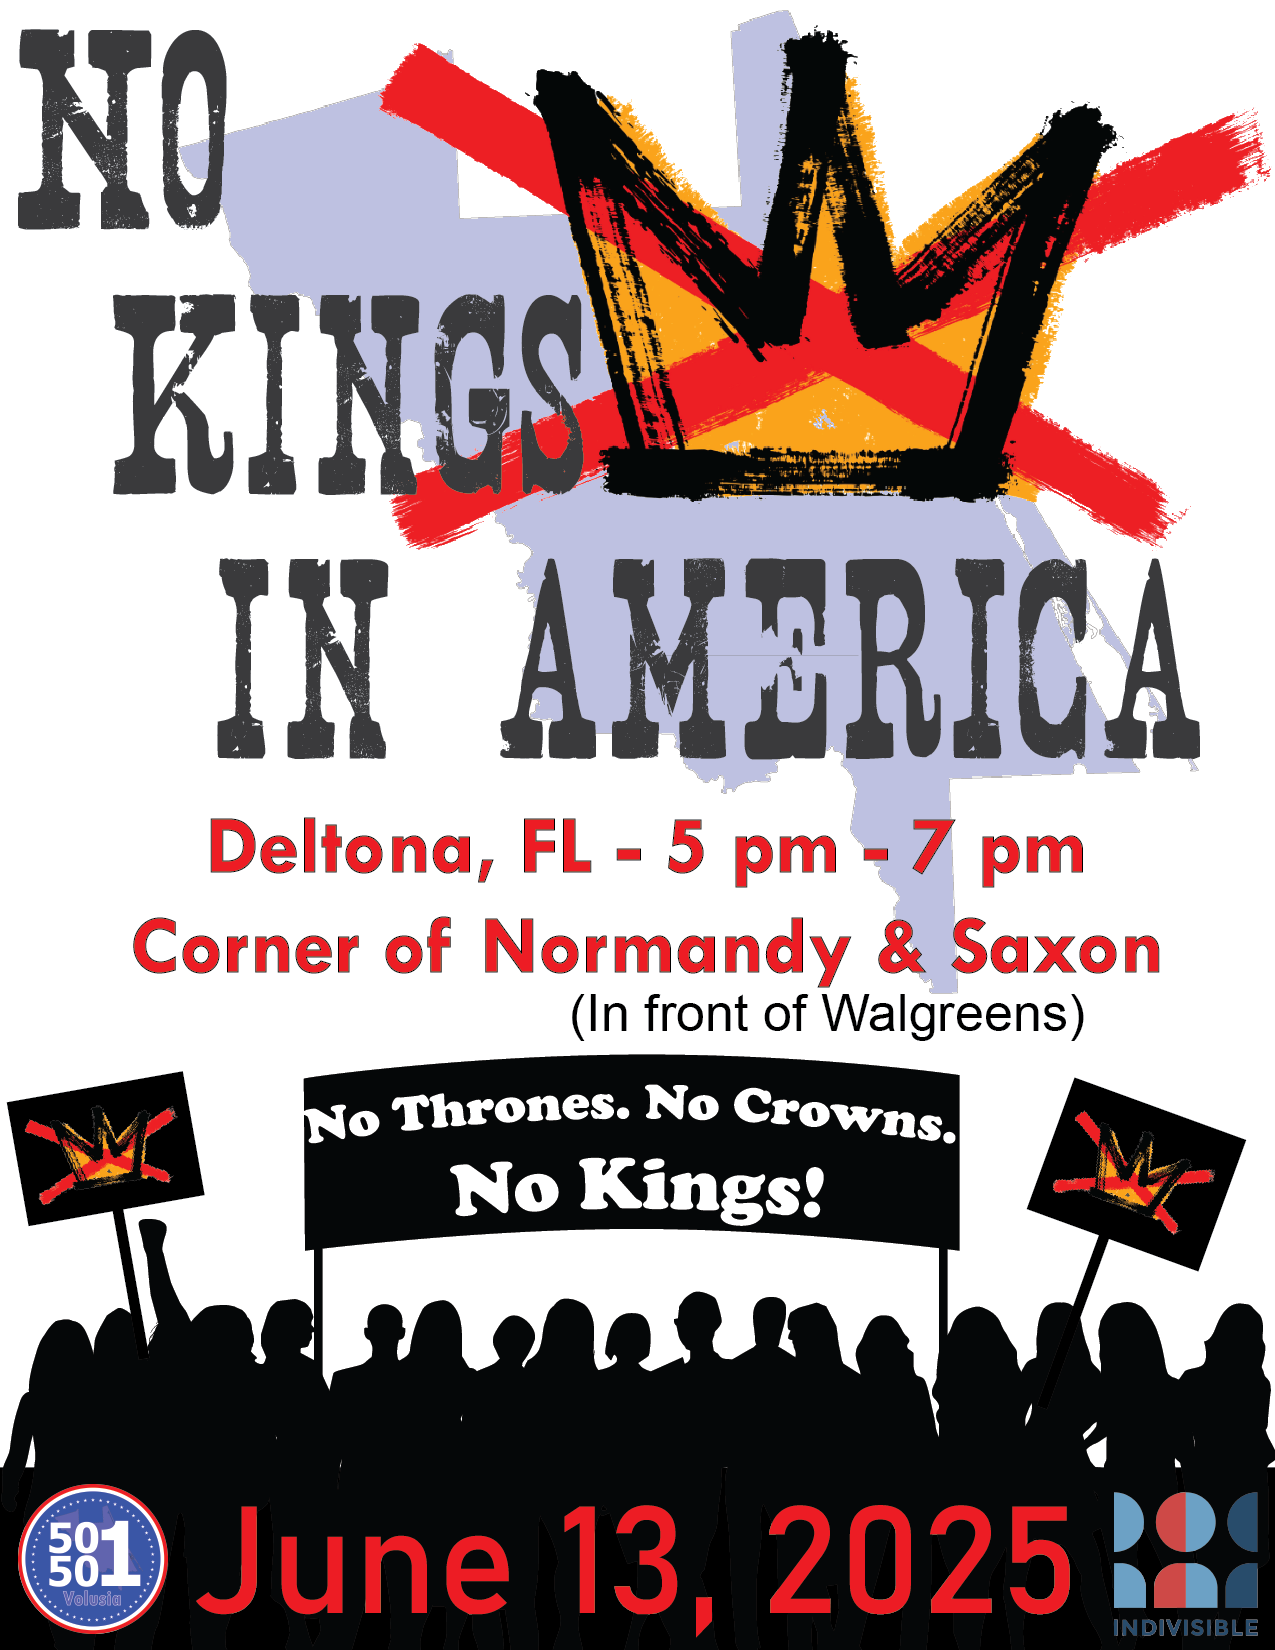 NO
KINGS
IN AMERICA
Deltona, FL - 5 pm - 7 pm
Corner of Normandy & Saxon
(In front of Walgreens)
No Thrones. No Crowns.
No Kings!
50
50
1
Volusia
June 13, 2025
INDIVISIBLE